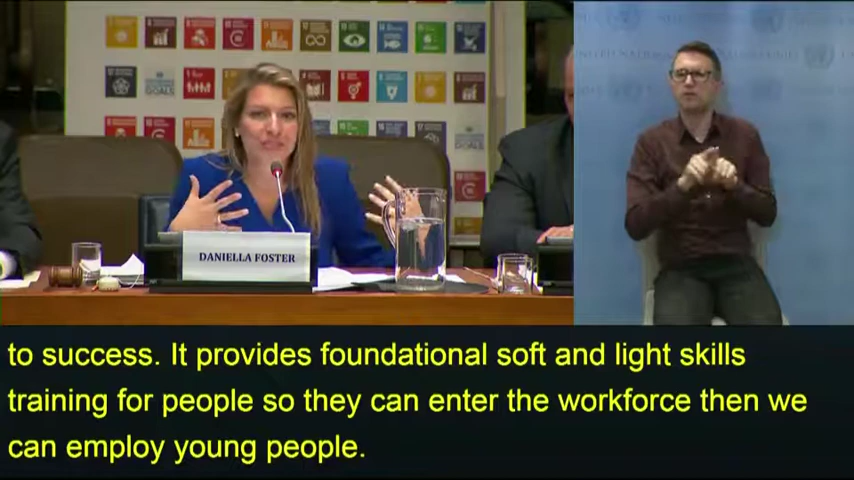 DANIELLA FOSTER
to success. It provides foundational soft and light skills
training for people so they can enter the workforce then we
can employ young people.